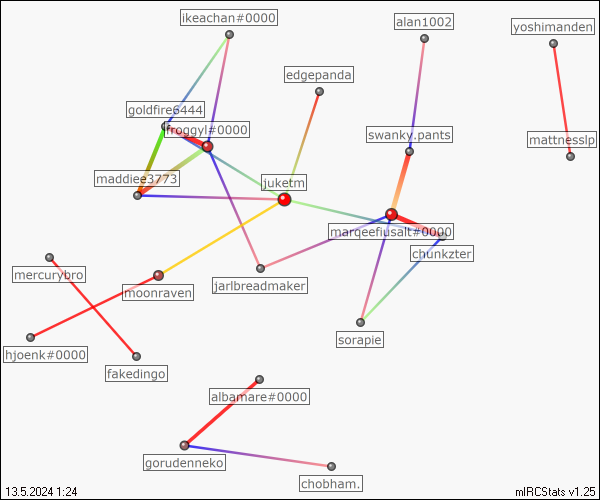 ikeachan#0000
alan1002
yoshimanden
edgepanda
goldfire6444
froggyl#0000
swanky.pants
mattnesslp
maddiee3773
juketm
marqeefiusalt#0000
chunkzter
mercurybro
moonraven
jarlbreadmaker
sorapie
hjoenk#0000
fakedingo
albamare#0000
gorudenneko
chobham.
13.5.2024 1:24
mIRCStats v1.25